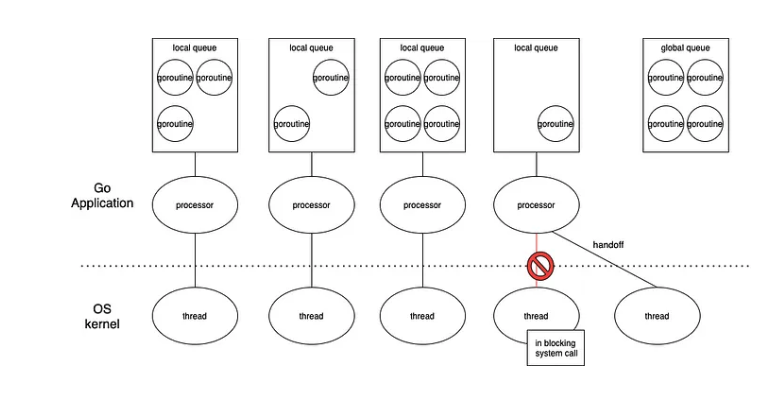 local queue
local queue
local queue
local queue
global queue
goroutine
goroutine
goroutine
goroutine
goroutine
goroutine
goroutine
goroutine
goroutine
goroutine
goroutine
goroutine
goroutine
goroutine
Go
Application
processor
processor
processor
processor
handoff
OS
kernel
thread
thread
thread
thread
thread
in blocking
system call